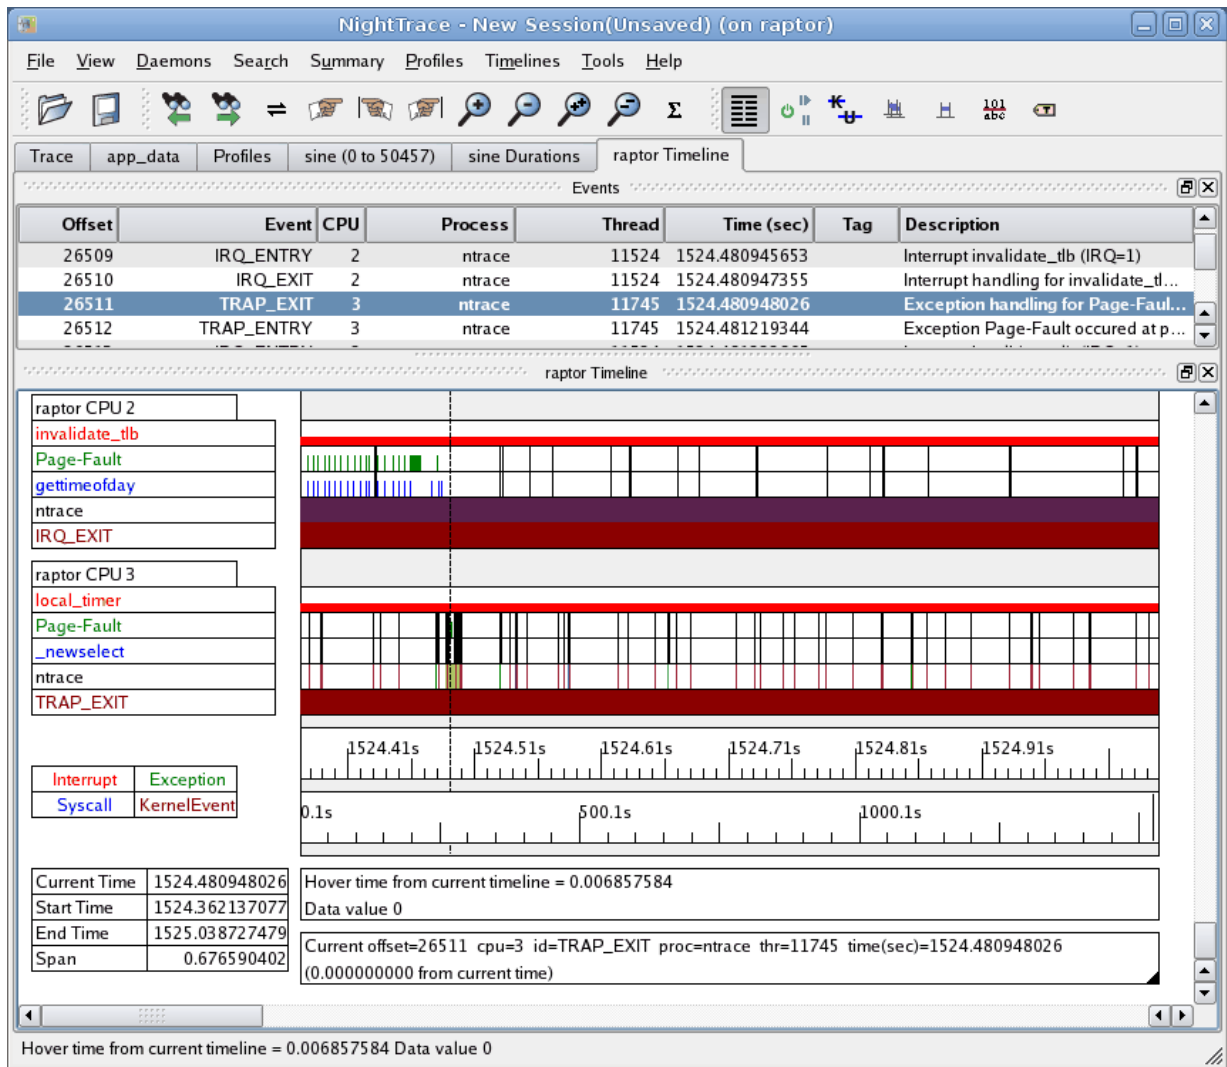 NightTrace - New Session(Unsaved) (on raptor)
File View Daemons Search Summary Profiles Timelines Tools Help
Σ 101 abc T
Trace app_data Profiles sine (0 to 50457) sine Durations raptor Timeline
Events
Offset Event CPU Process Thread Time (sec) Tag Description
26509 IRQ_ENTRY 2 ntrace 11524 1524.480945653 Interrupt invalidate_tlb (IRQ=1)
26510 IRQ_EXIT 2 ntrace 11524 1524.480947355 Interrupt handling for invalidate_tl...
26511 TRAP_EXIT 3 ntrace 11745 1524.480948026 Exception handling for Page-Faul...
26512 TRAP_ENTRY 3 ntrace 11745 1524.481219344 Exception Page-Fault occured at p...
raptor Timeline
raptor CPU 2
invalidate_tlb
Page-Fault
gettimeofday
ntrace
IRQ_EXIT
raptor CPU 3
local_timer
Page-Fault
_newselect
ntrace
TRAP_EXIT
1524.41s 1524.51s 1524.61s 1524.71s 1524.81s 1524.91s
Interrupt Exception
Syscall KernelEvent
0.1s 500.1s 1000.1s
Current Time 1524.480948026
Start Time 1524.362137077
End Time 1525.038727479
Span 0.676590402
Hover time from current timeline = 0.006857584
Data value 0
Current offset=26511 cpu=3 id=TRAP_EXIT proc=ntrace thr=11745 time(sec)=1524.480948026
(0.000000000 from current time)
Hover time from current timeline = 0.006857584 Data value 0